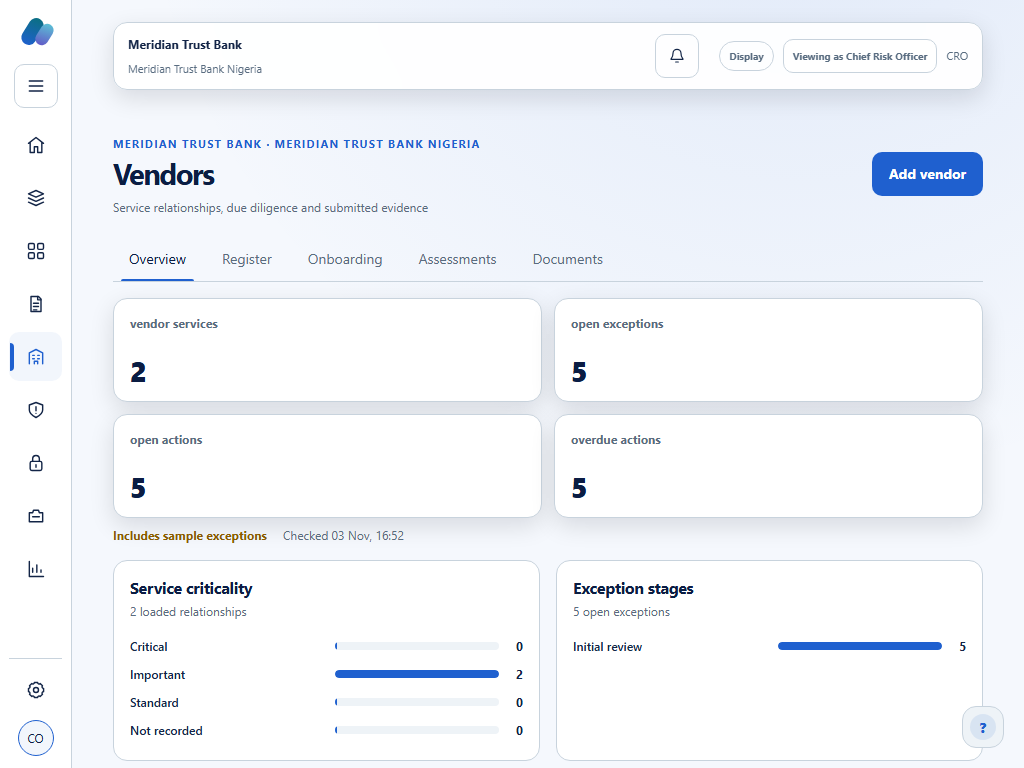 Meridian Trust Bank
Meridian Trust Bank Nigeria
Display
Viewing as Chief Risk Officer
CRO
MERIDIAN TRUST BANK · MERIDIAN TRUST BANK NIGERIA
Vendors
Add vendor
Service relationships, due diligence and submitted evidence
Overview
Register
Onboarding
Assessments
Documents
vendor services
2
open exceptions
5
open actions
5
overdue actions
5
Includes sample exceptions
Checked 03 Nov, 16:52
Service criticality
2 loaded relationships
Critical 0
Important 2
Standard 0
Not recorded 0
Exception stages
5 open exceptions
Initial review 5
?
CO